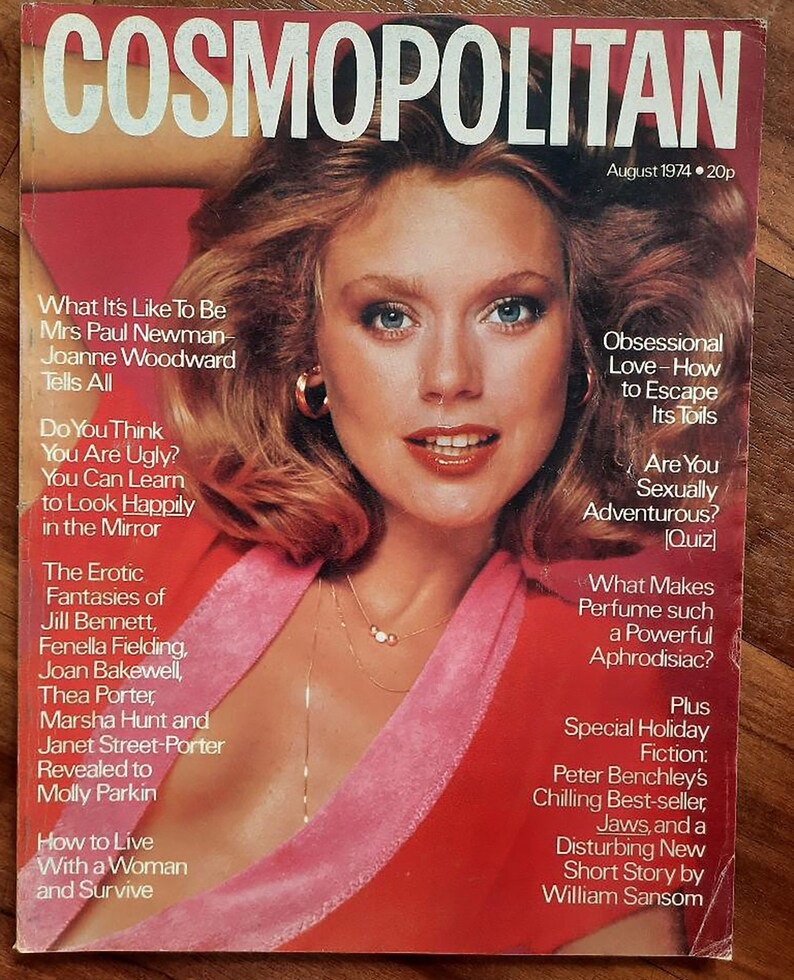 COSMOPOLITAN
August 1974 • 20p
What It's Like To Be
Mrs Paul Newman–
Joanne Woodward
Tells All
Do You Think
You Are Ugly?
You Can Learn
to Look Happily
in the Mirror
The Erotic
Fantasies of
Jill Bennett,
Fenella Fielding,
Joan Bakewell,
Thea Porter,
Marsha Hunt and
Janet Street-Porter
Revealed to
Molly Parkin
How to Live
With a Woman
and Survive
Obsessional
Love – How
to Escape
Its Toils
Are You
Sexually
Adventurous?
[Quiz]
What Makes
Perfume such
a Powerful
Aphrodisiac?
Plus
Special Holiday
Fiction:
Peter Benchley's
Chilling Best-seller,
Jaws, and a
Disturbing New
Short Story by
William Sansom